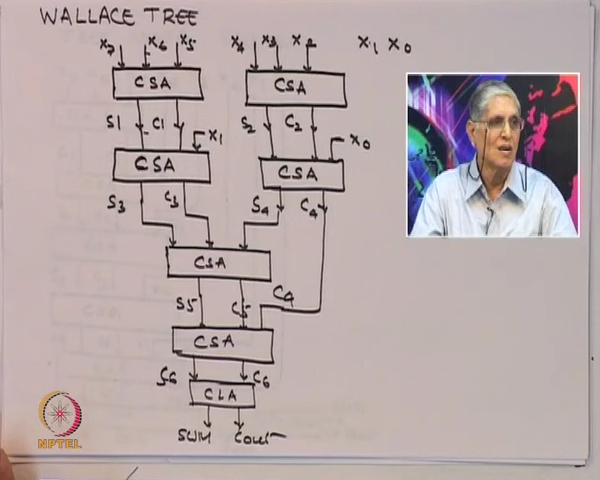 WALLACE TREE
X7 X6 X5 X4 X3 X2 X1 X0
CSA CSA
S1 C1 S2 C2
X1 X0
CSA CSA
S3 C3 S4 C4
CSA
S5 C5 C4
CSA
S6 C6
CLA
SUM Cout
NPTEL